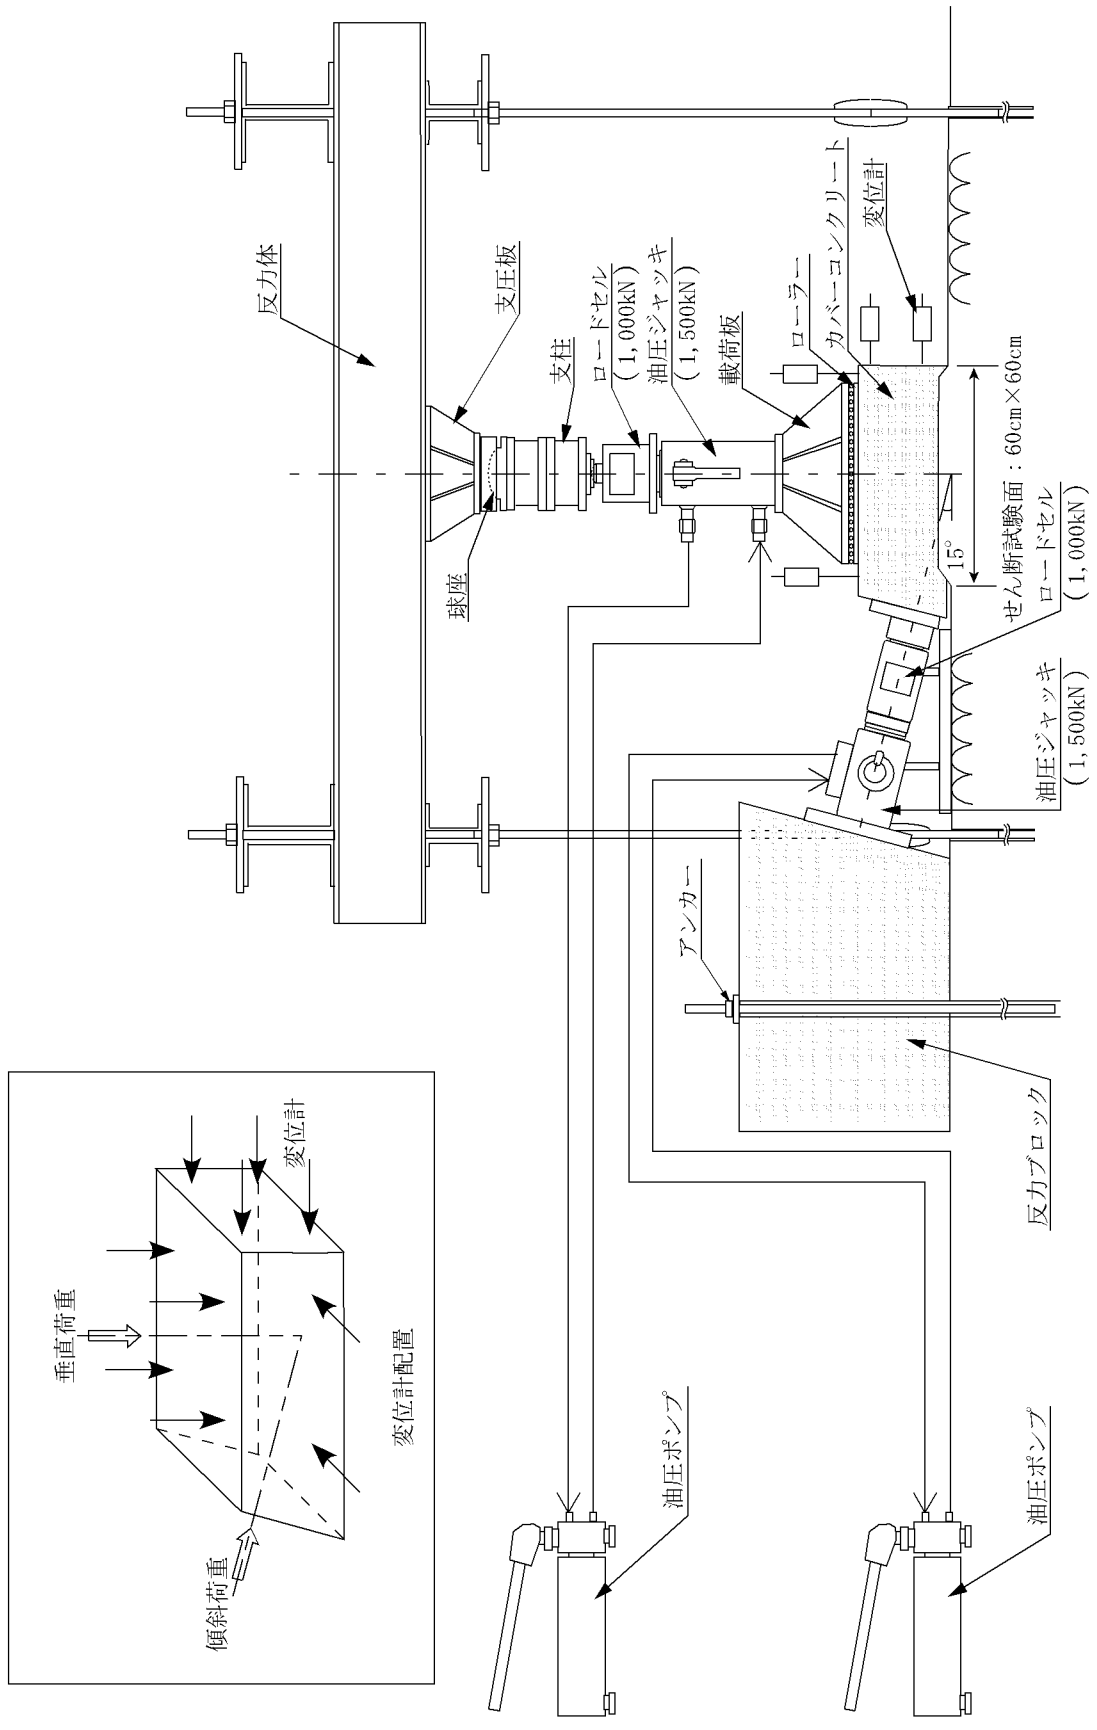 垂直荷重
傾斜荷重
変位計
変位計配置
反力体
支圧板
球座
支柱
ロードセル
(1,000kN)
油圧ジャッキ
(1,500kN)
載荷板
ローラー
カバーコンクリート
変位計
せん断試験面：60cm×60cm
15°
ロードセル
(1,000kN)
油圧ジャッキ
(1,500kN)
アンカー
反力ブロック
油圧ポンプ
油圧ポンプ